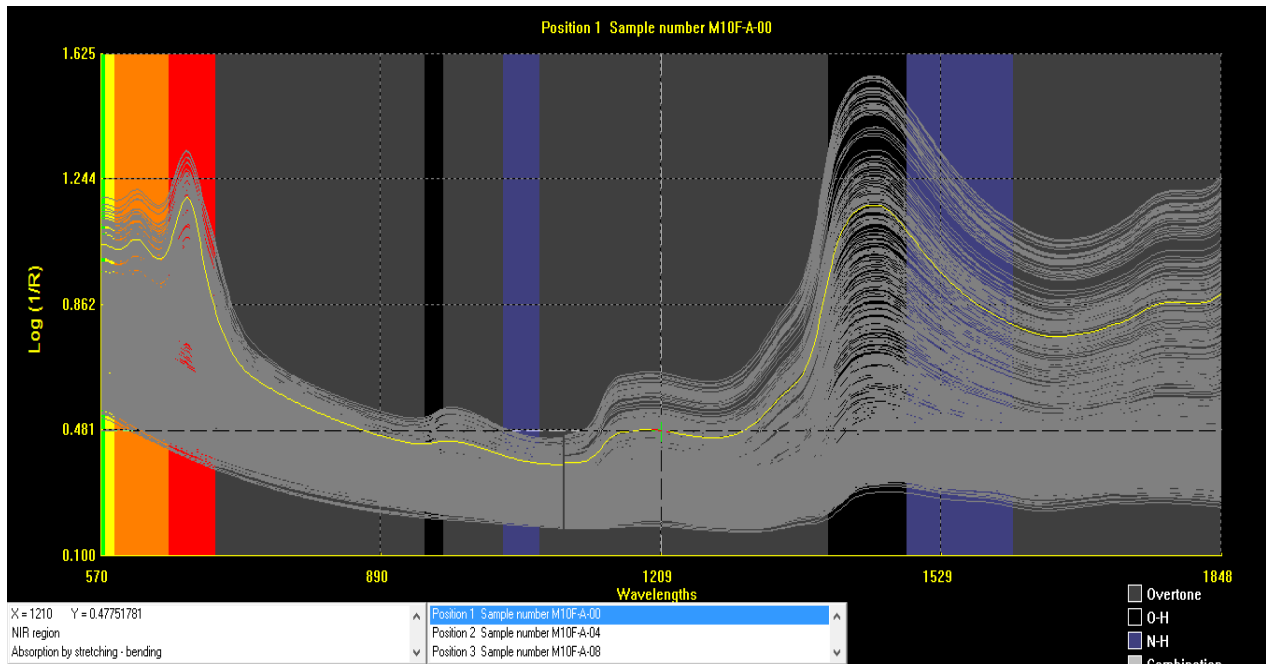 Position 1  Sample number M10F-A-00
1.625
1.244
0.862
0.481
0.100
Log (1/R)
570
890
1209
1529
1848
Wavelengths
Overtone
O-H
N-H
Combination
X = 1210    Y = 0.47751781
NIR region
Absorption by stretching - bending
Position 1  Sample number M10F-A-00
Position 2  Sample number M10F-A-04
Position 3  Sample number M10F-A-08